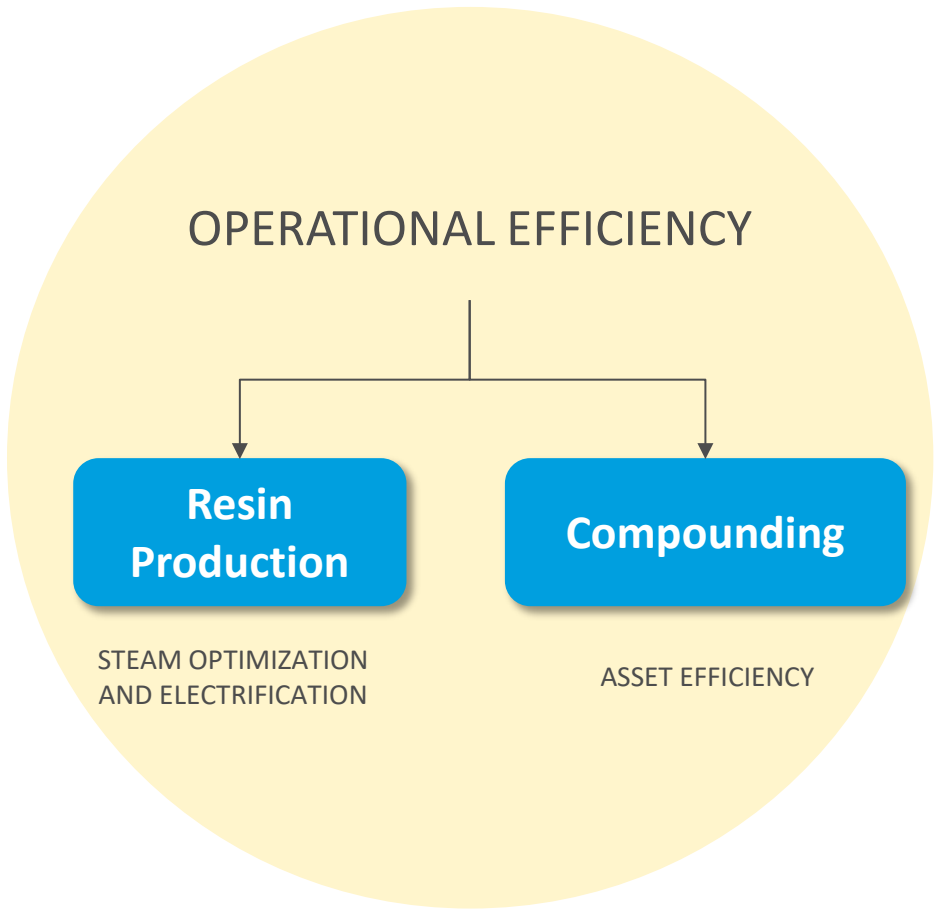 OPERATIONAL EFFICIENCY
Resin
Production
Compounding
STEAM OPTIMIZATION
AND ELECTRIFICATION
ASSET EFFICIENCY